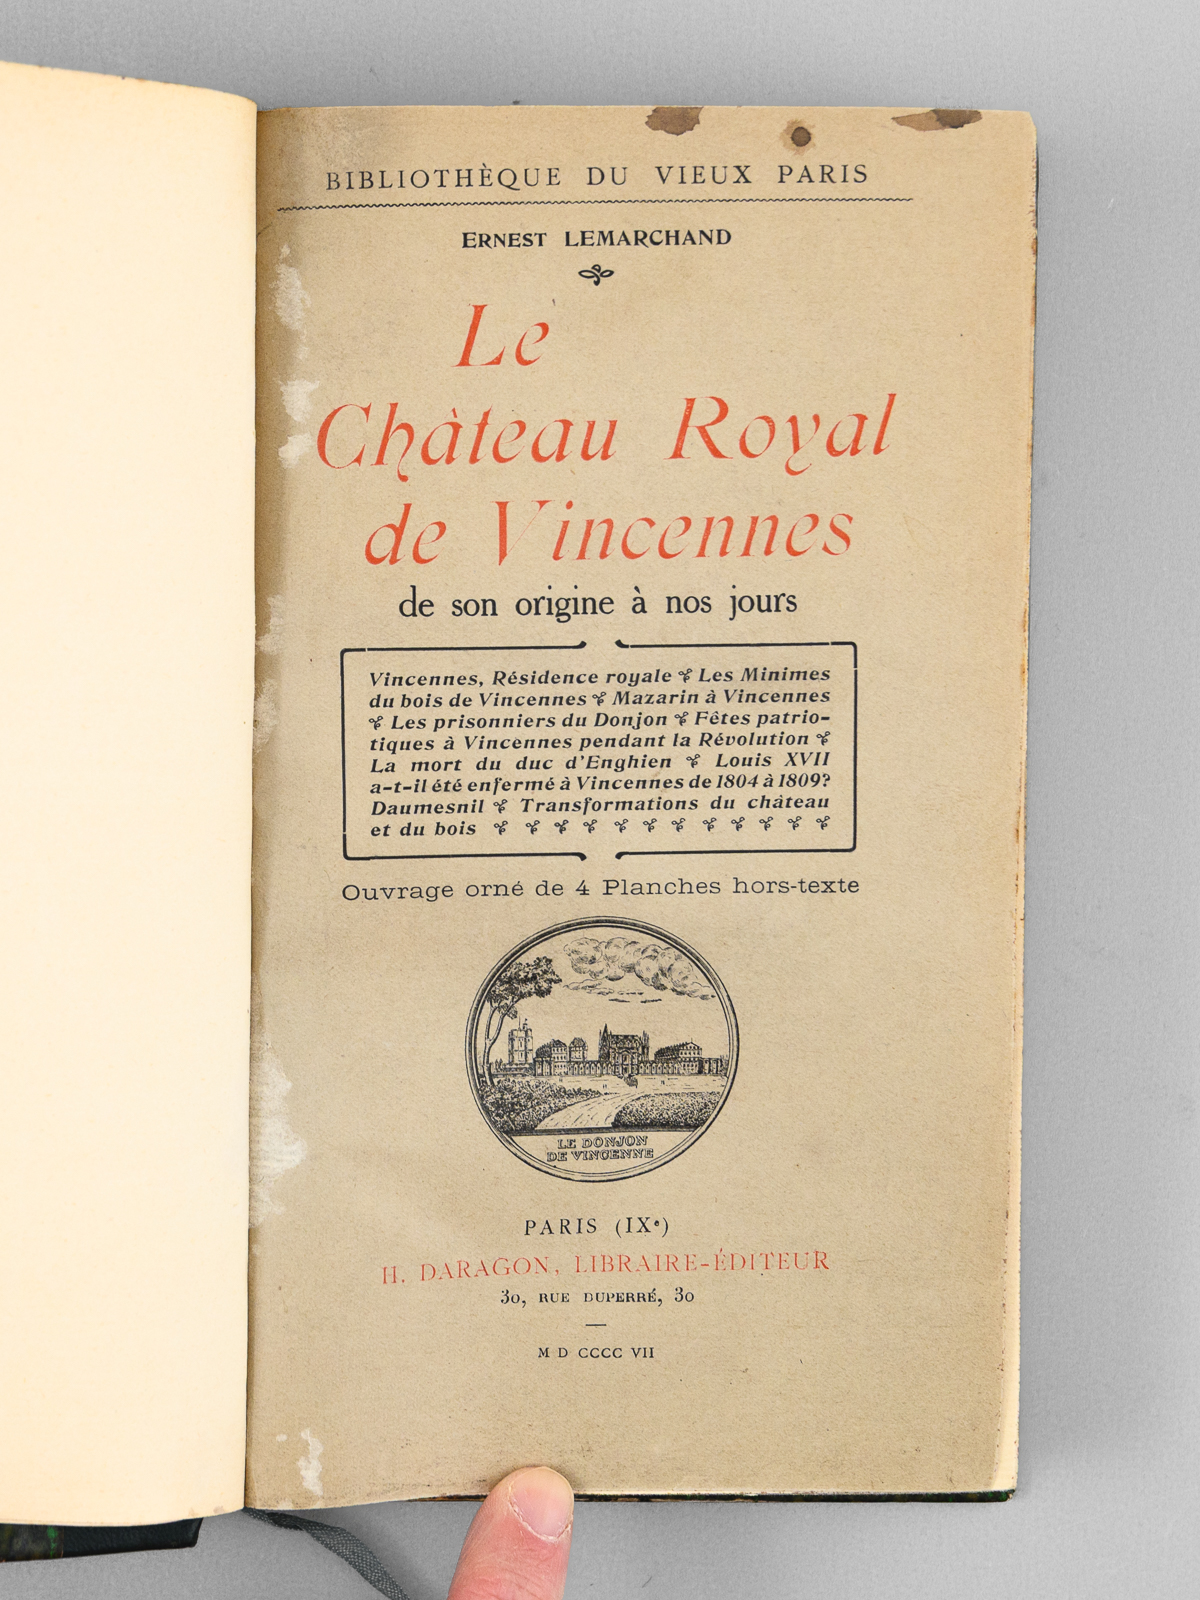 BIBLIOTHÈQUE DU VIEUX PARIS
ERNEST LEMARCHAND
Le
Château Royal
de Vincennes
de son origine à nos jours
Vincennes, Résidence royale Les Minimes
du bois de Vincennes Mazarin à Vincennes
Les prisonniers du Donjon Fêtes patrio-
tiques à Vincennes pendant la Révolution
La mort du duc d'Enghien Louis XVII
a-t-il été enfermé à Vincennes de 1804 à 1809?
Daumesnil Transformations du château
et du bois
Ouvrage orné de 4 Planches hors-texte
LE DONJON
DE VINCENNE
PARIS (IXe)
H. DARAGON, LIBRAIRE-ÉDITEUR
30, RUE DUPERRÉ, 30
M D CCCC VII